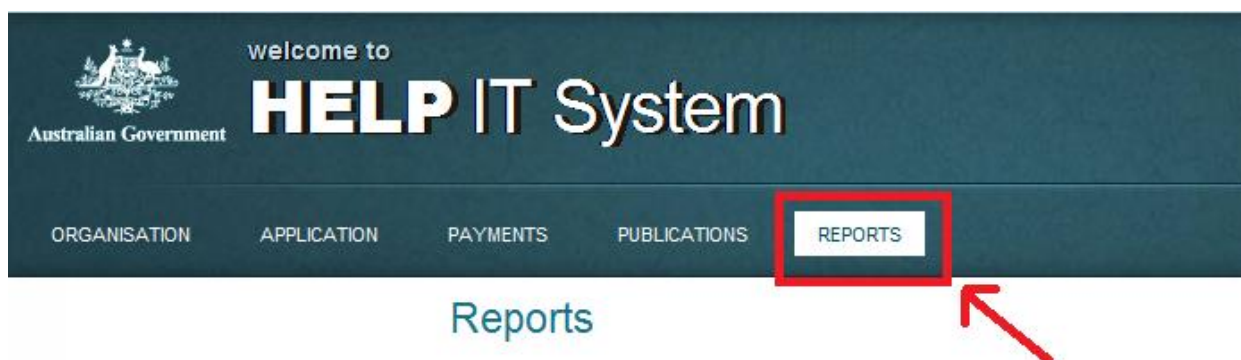 welcome to
HELP IT System
Australian Government
ORGANISATION APPLICATION PAYMENTS PUBLICATIONS REPORTS
Reports